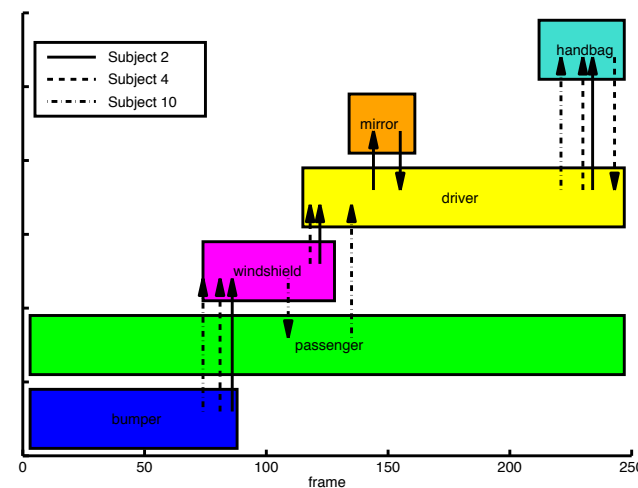 Subject 2
Subject 4
Subject 10
handbag
mirror
driver
windshield
passenger
bumper
0 50 100 150 200 250
frame